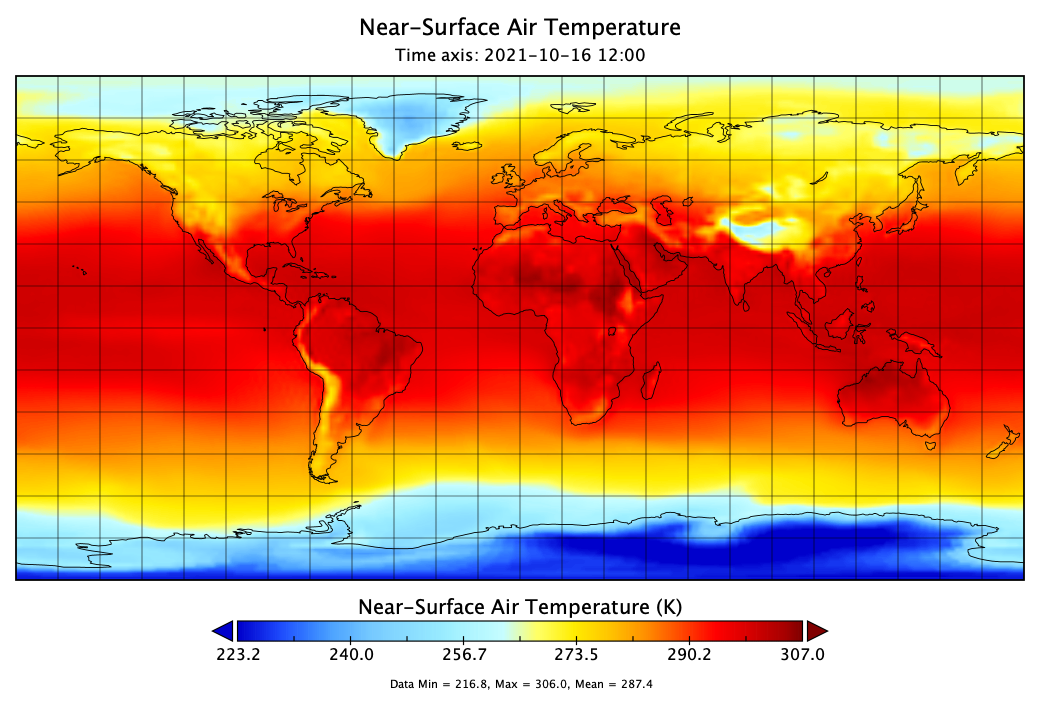 Near-Surface Air Temperature
Time axis: 2021-10-16 12:00
Near-Surface Air Temperature (K)
223.2 240.0 256.7 273.5 290.2 307.0
Data Min = 216.8, Max = 306.0, Mean = 287.4